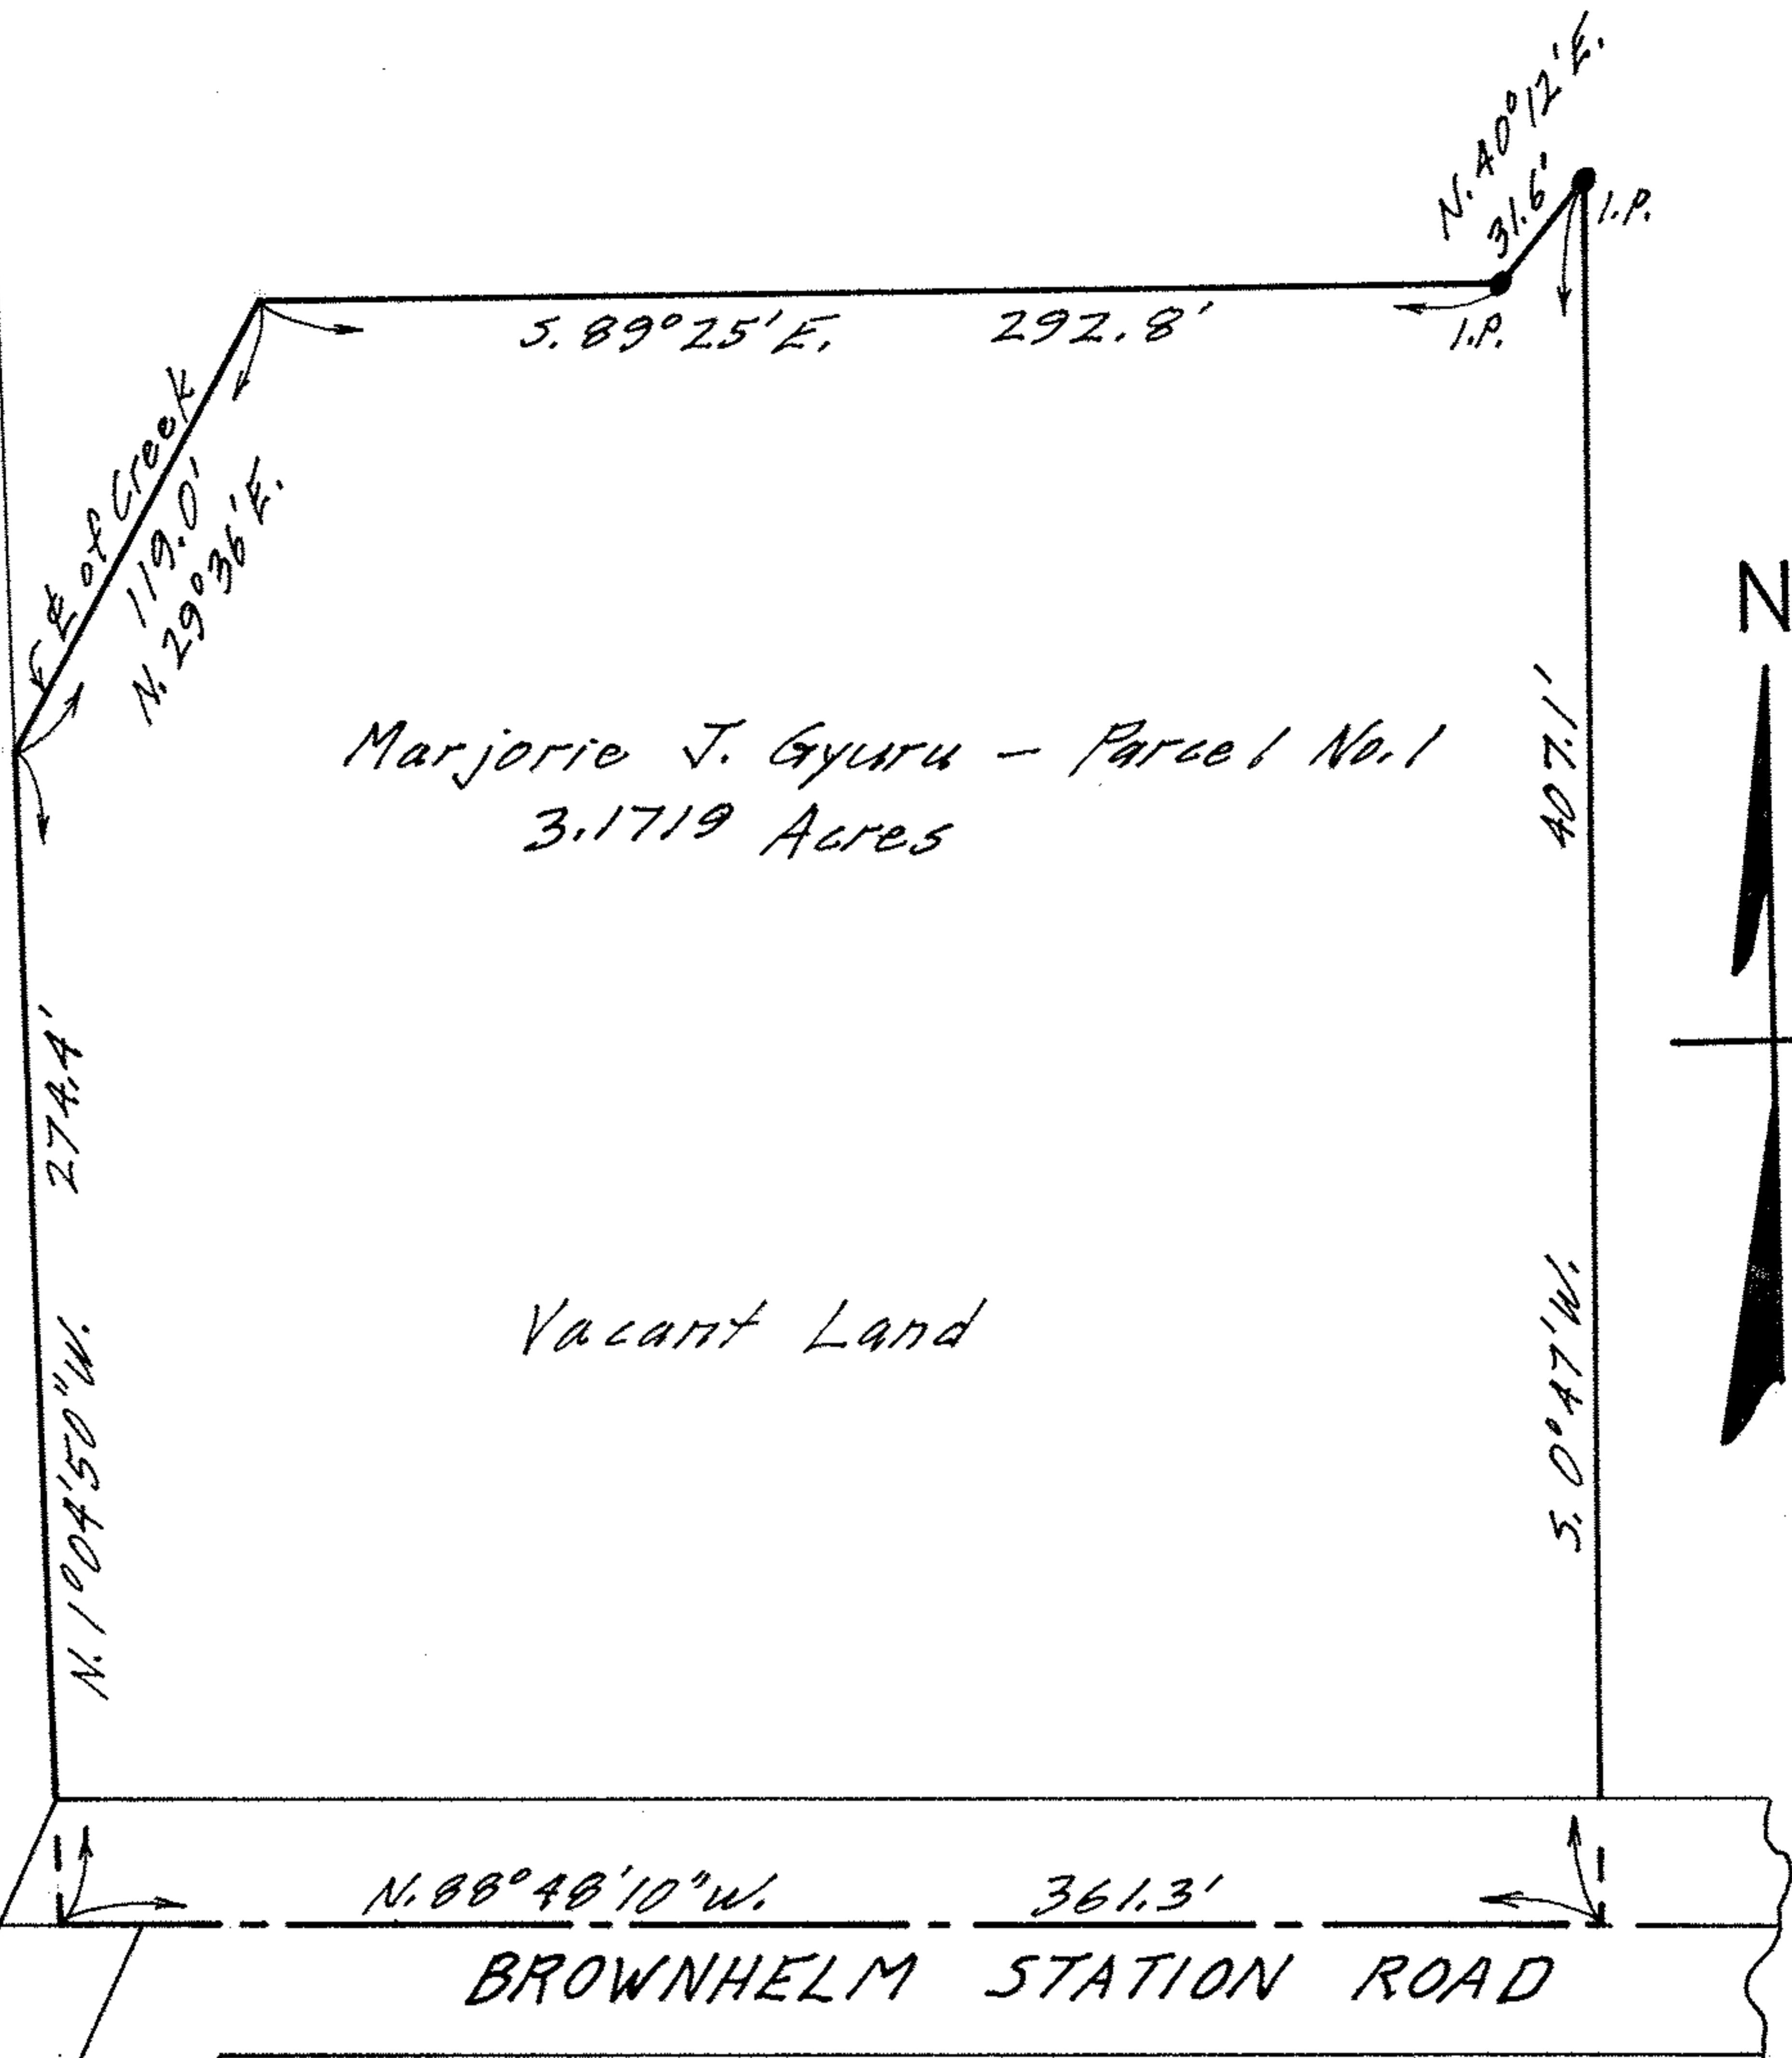 N. 40°12'E.
31.6'
I.P.
I.P.
S. 89°25'E. 292.8'
℄ of Creek
119.0'
N. 29°36'E.
N
Marjorie J. Gyuru - Parcel No. 1
3.1719 Acres
407.1'
S. 0°47'W.
274.4'
N. 1°04'50"W.
Vacant Land
N. 88°48'10"W. 361.3'
BROWNHELM STATION ROAD